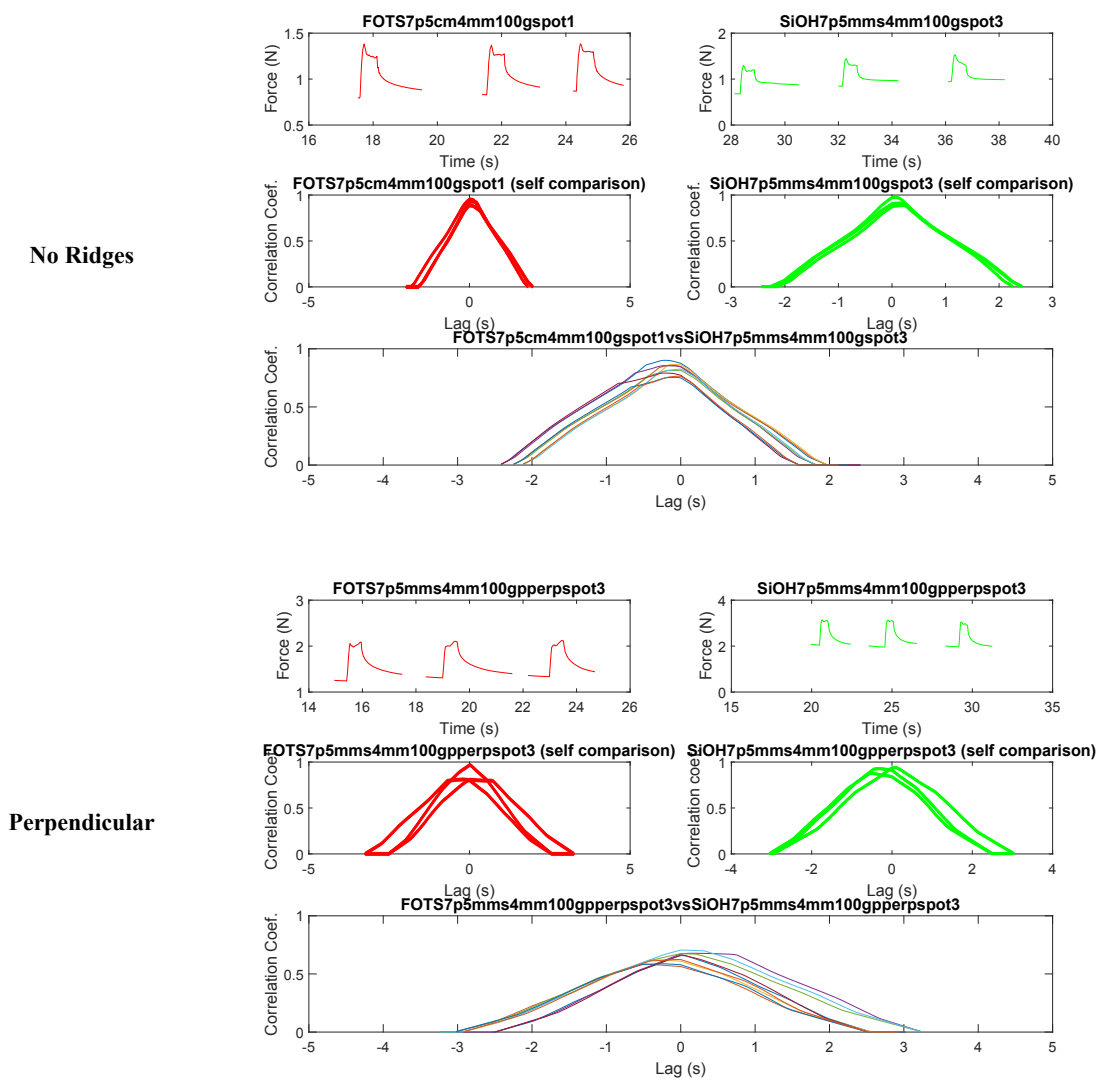 FOTS7p5cm4mm100gspot1
SiOH7p5mms4mm100gspot3
Force (N)
1.5
1
0.5
16 18 20 22 24 26
Time (s)
Force (N)
2
1
0
28 30 32 34 36 38 40
Time (s)
No Ridges
FOTS7p5cm4mm100gspot1 (self comparison)
SiOH7p5mms4mm100gspot3 (self comparison)
Correlation Coef.
1
0.5
0
-5 0 5
Lag (s)
Correlation coef.
1
0.5
0
-3 -2 -1 0 1 2 3
Lag (s)
FOTS7p5cm4mm100gspot1vsSiOH7p5mms4mm100gspot3
Correlation Coef.
1
0.5
0
-5 -4 -3 -2 -1 0 1 2 3 4 5
Lag (s)
FOTS7p5mms4mm100gpperpspot3
SiOH7p5mms4mm100gpperpspot3
Force (N)
3
2
1
14 16 18 20 22 24 26
Time (s)
Force (N)
4
2
0
15 20 25 30 35
Time (s)
Perpendicular
FOTS7p5mms4mm100gpperpspot3 (self comparison)
SiOH7p5mms4mm100gpperpspot3 (self comparison)
Correlation Coef.
1
0.5
0
-5 0 5
Lag (s)
Correlation coef.
1
0.5
0
-4 -2 0 2 4
Lag (s)
FOTS7p5mms4mm100gpperpspot3vsSiOH7p5mms4mm100gpperpspot3
Correlation Coef.
1
0.5
0
-5 -4 -3 -2 -1 0 1 2 3 4 5
Lag (s)